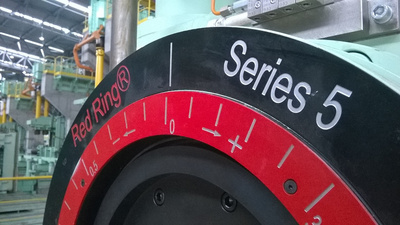 Red Ring®
Series 5
0.5 ← 0 → +